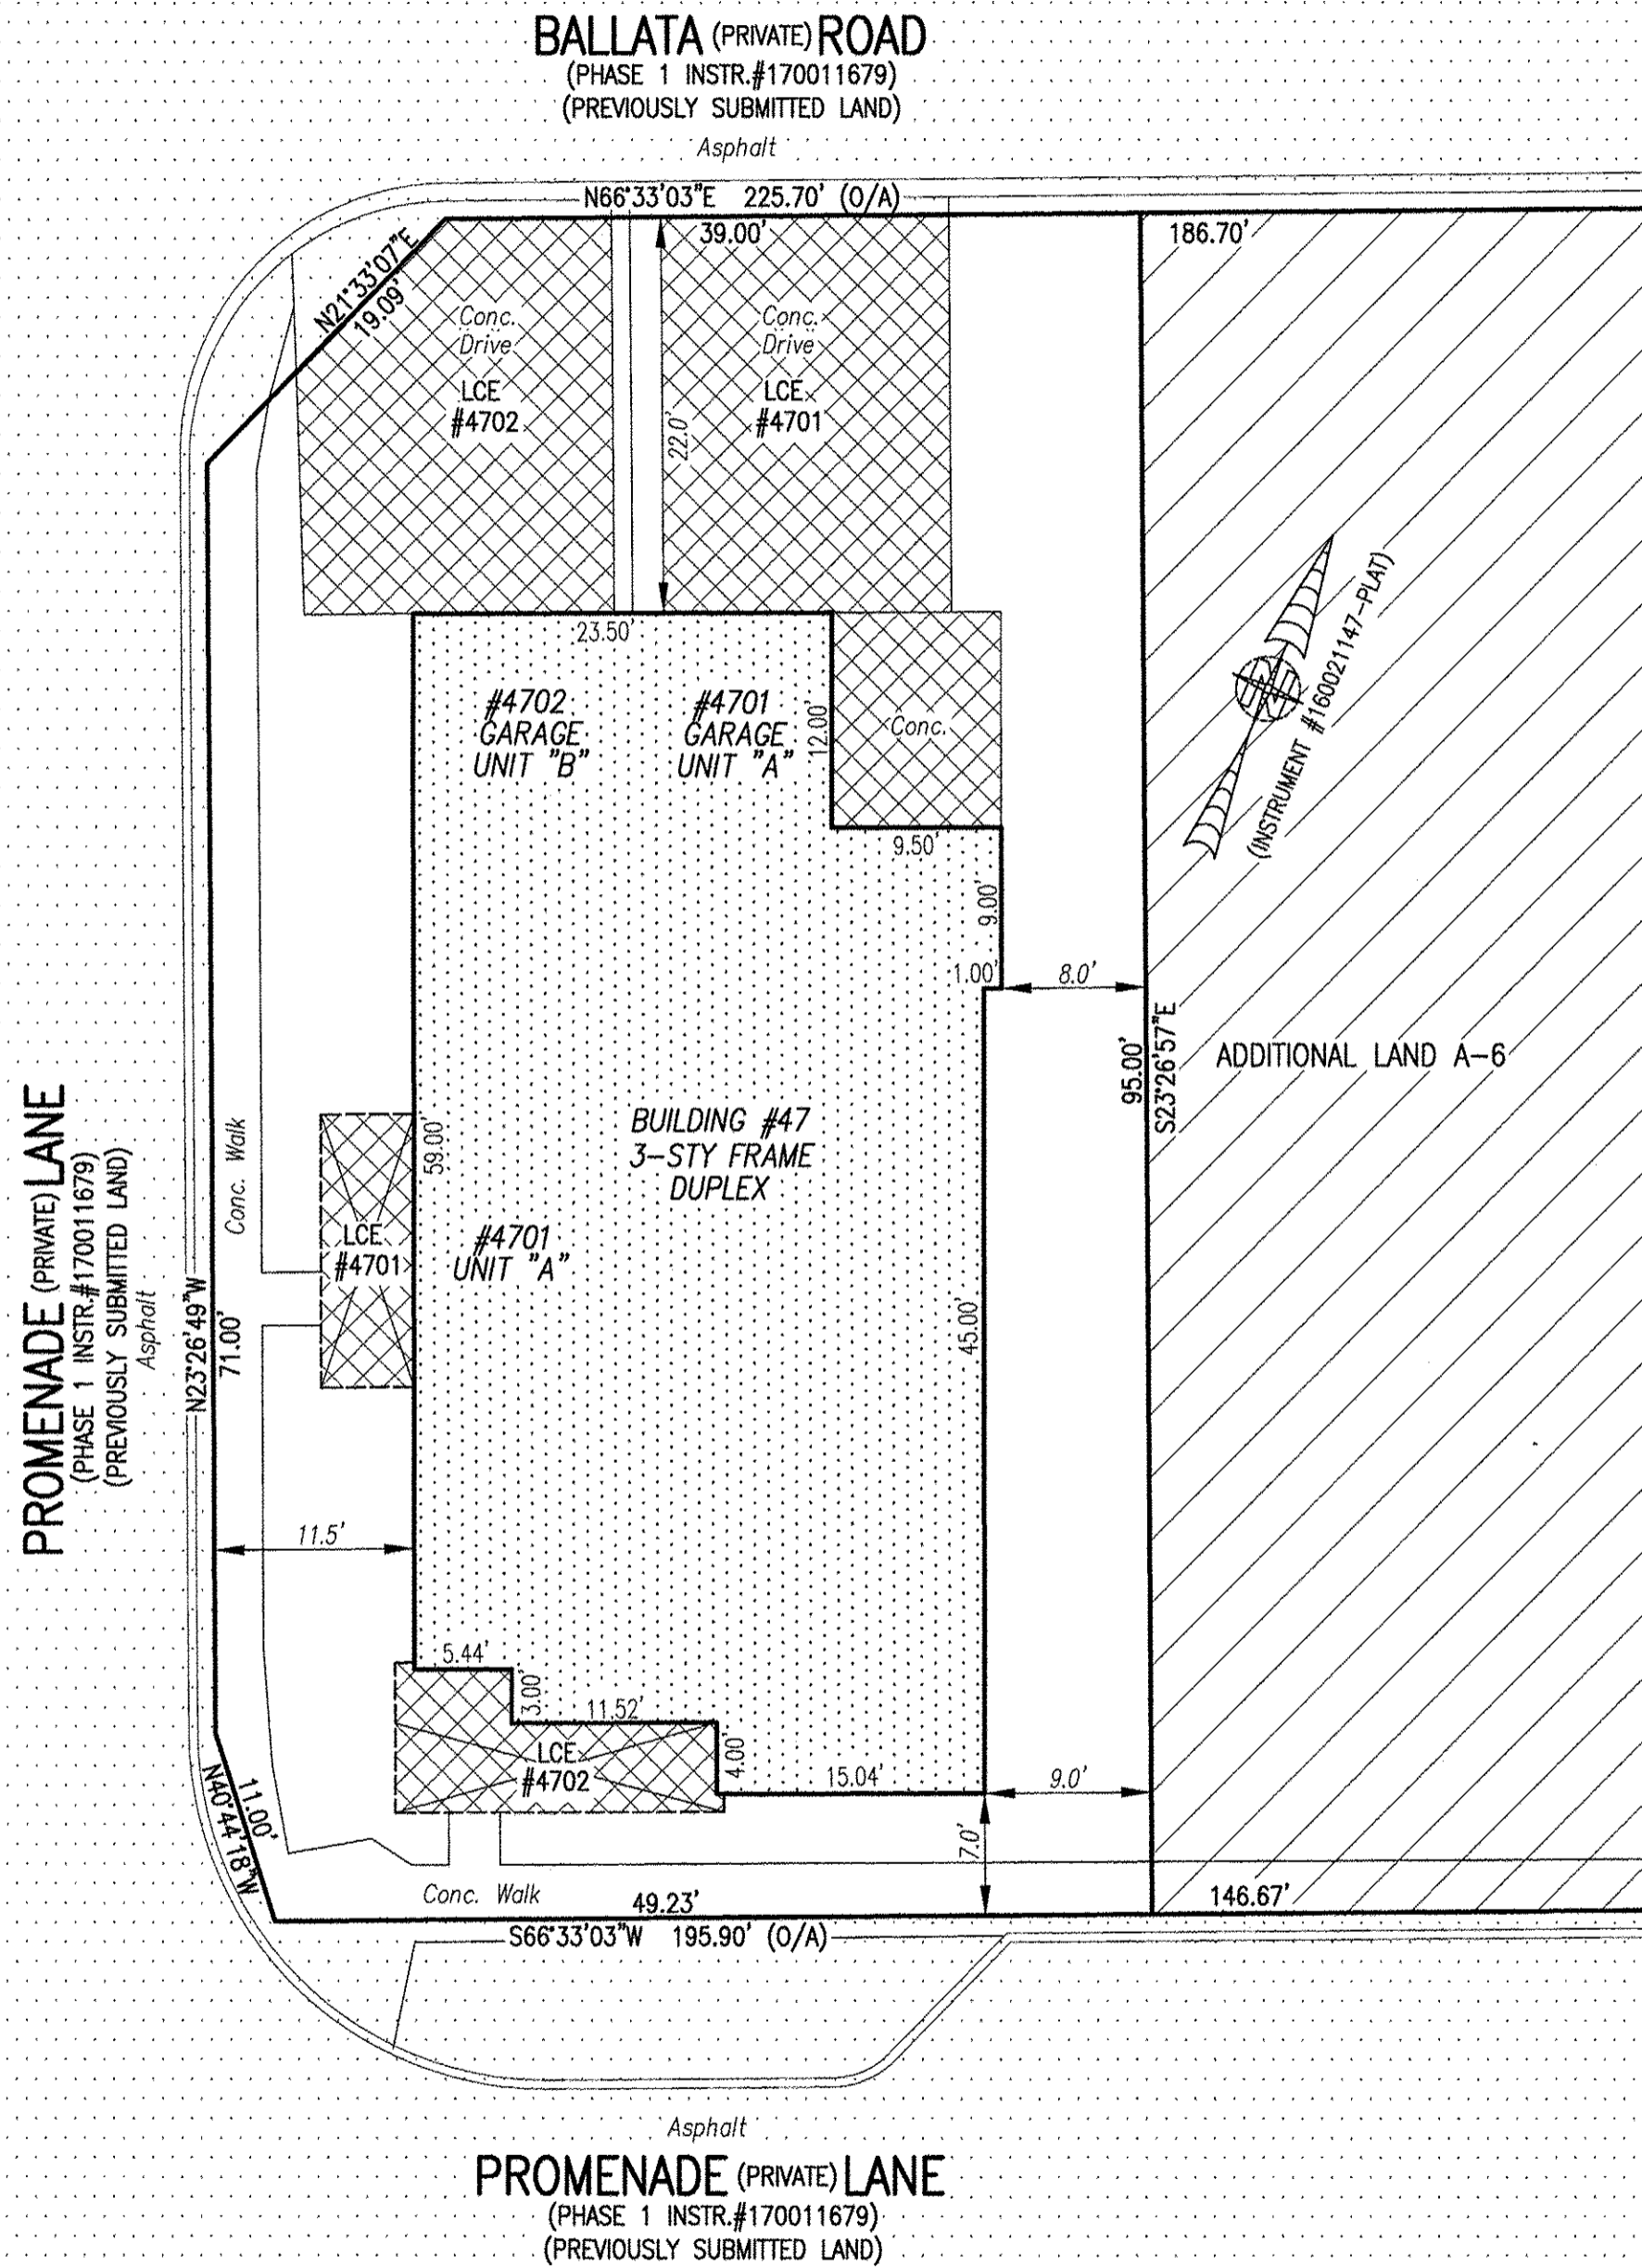 BALLATA (PRIVATE) ROAD
(PHASE 1 INSTR.#170011679)
(PREVIOUSLY SUBMITTED LAND)
Asphalt
N66°33'03"E 225.70' (O/A)
39.00'
186.70'
N21°33'07"E
19.09'
Conc.
Drive
LCE
#4702
22.0'
Conc.
Drive
LCE
#4701
23.50'
#4702
GARAGE
UNIT "B"
#4701
GARAGE
UNIT "A"
12.00'
Conc.
9.50'
9.00'
1.00'
8.0'
(INSTRUMENT #160021147-PLAT)
95.00'
S23°26'57"E
ADDITIONAL LAND A-6
BUILDING #47
3-STY FRAME
DUPLEX
59.00'
LCE
#4701
#4701
UNIT "A"
45.00'
Conc. Walk
PROMENADE (PRIVATE) LANE
(PHASE 1 INSTR.#170011679)
(PREVIOUSLY SUBMITTED LAND)
Asphalt
N23°26'49"W
71.00'
11.5'
5.44'
3.00'
11.52'
LCE
#4702
4.00'
15.04'
9.0'
7.0'
11.00'
N40°44'18"W
Conc. Walk
49.23'
146.67'
S66°33'03"W 195.90' (O/A)
Asphalt
PROMENADE (PRIVATE) LANE
(PHASE 1 INSTR.#170011679)
(PREVIOUSLY SUBMITTED LAND)